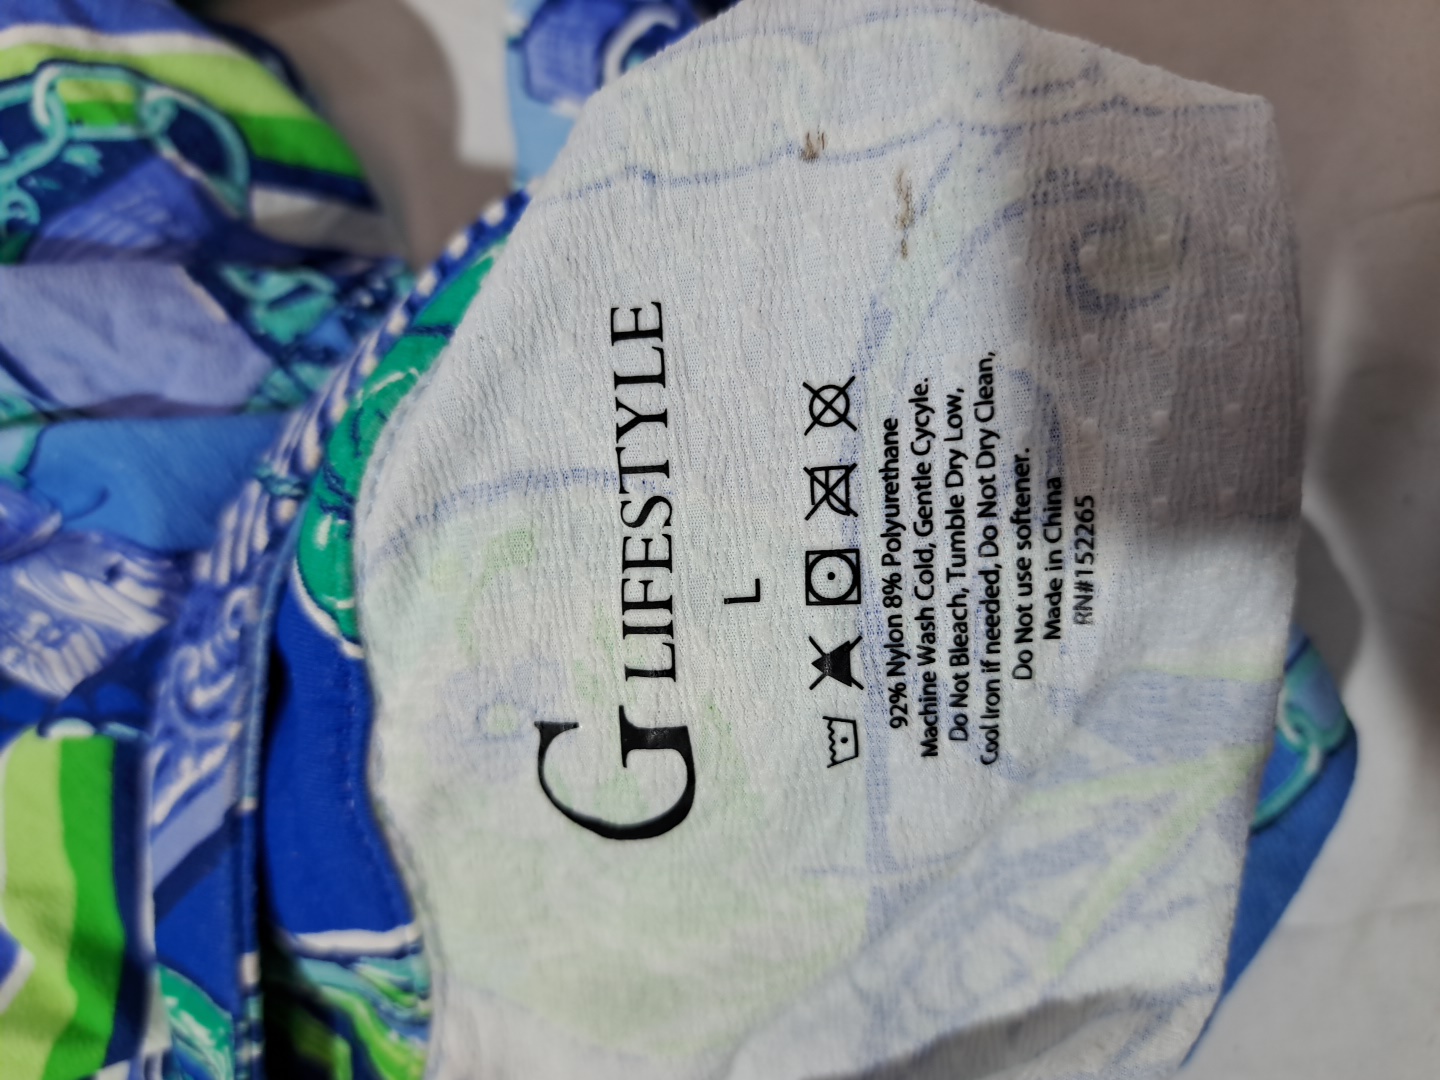 G LIFESTYLE
L
92% Nylon 8% Polyurethane
Machine Wash Cold, Gentle Cycyle.
Do Not Bleach, Tumble Dry Low,
Cool Iron if needed, Do Not Dry Clean,
Do Not use softener.
Made in China
RN#152265